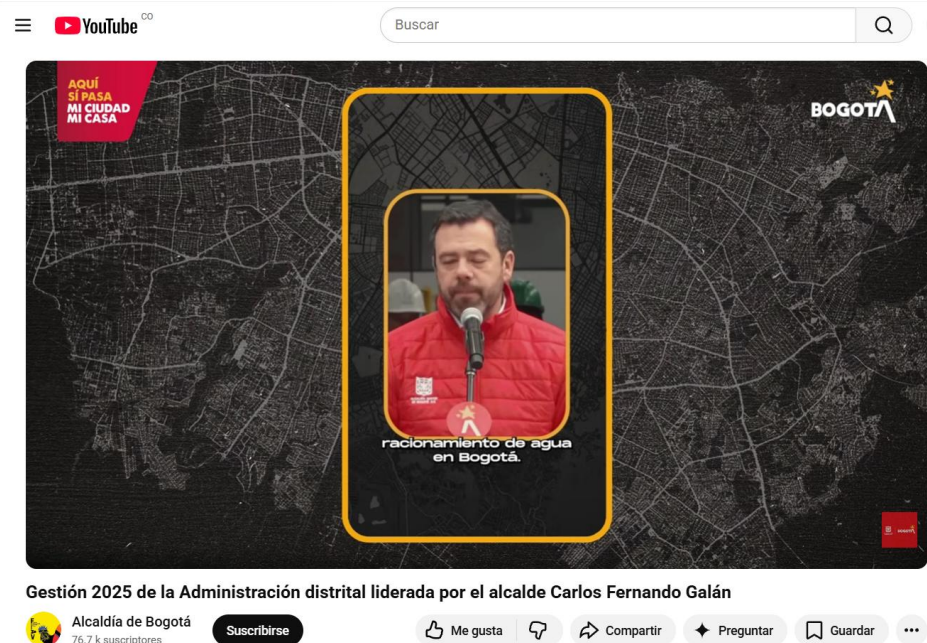 YouTube CO
Buscar
AQUÍ
SÍ PASA
MI CIUDAD
MI CASA
BOGOTÁ
racionamiento de agua
en Bogotá.
Gestión 2025 de la Administración distrital liderada por el alcalde Carlos Fernando Galán
Alcaldía de Bogotá
76.7 k suscriptores
Suscribirse
Me gusta
Compartir
Preguntar
Guardar